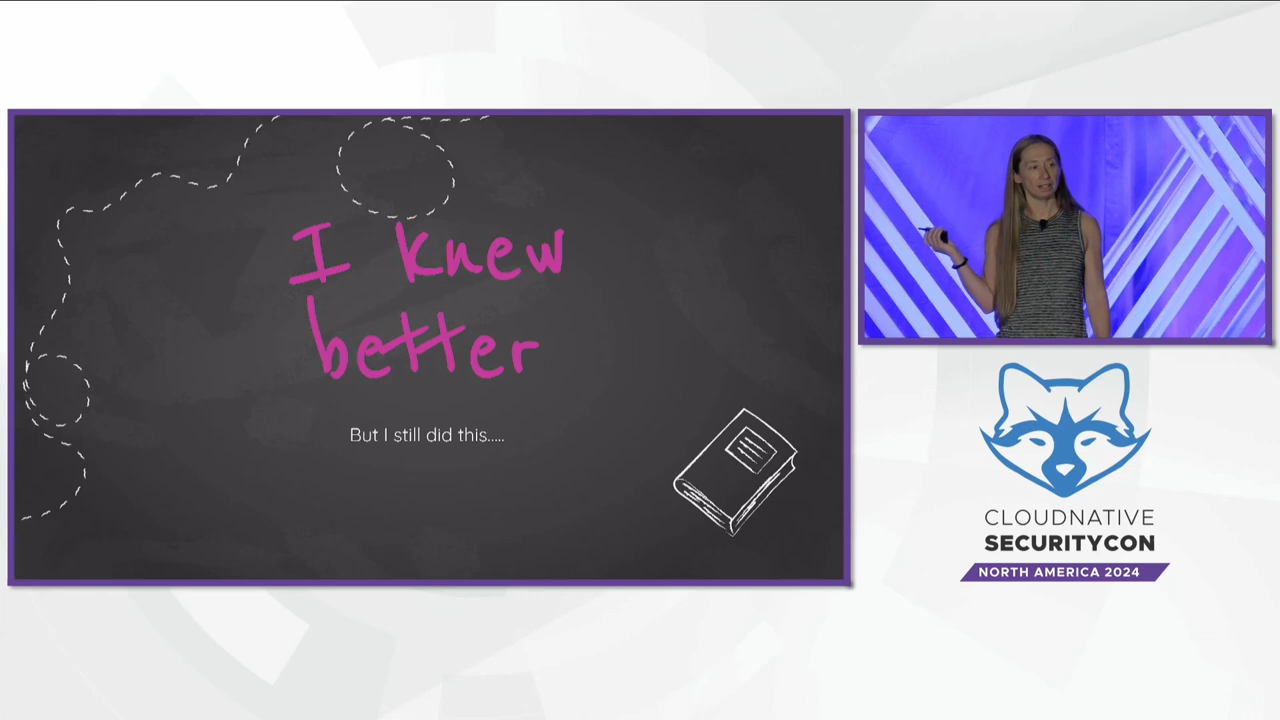 I knew
better
But I still did this.....
CLOUDNATIVE
SECURITYCON
NORTH AMERICA 2024